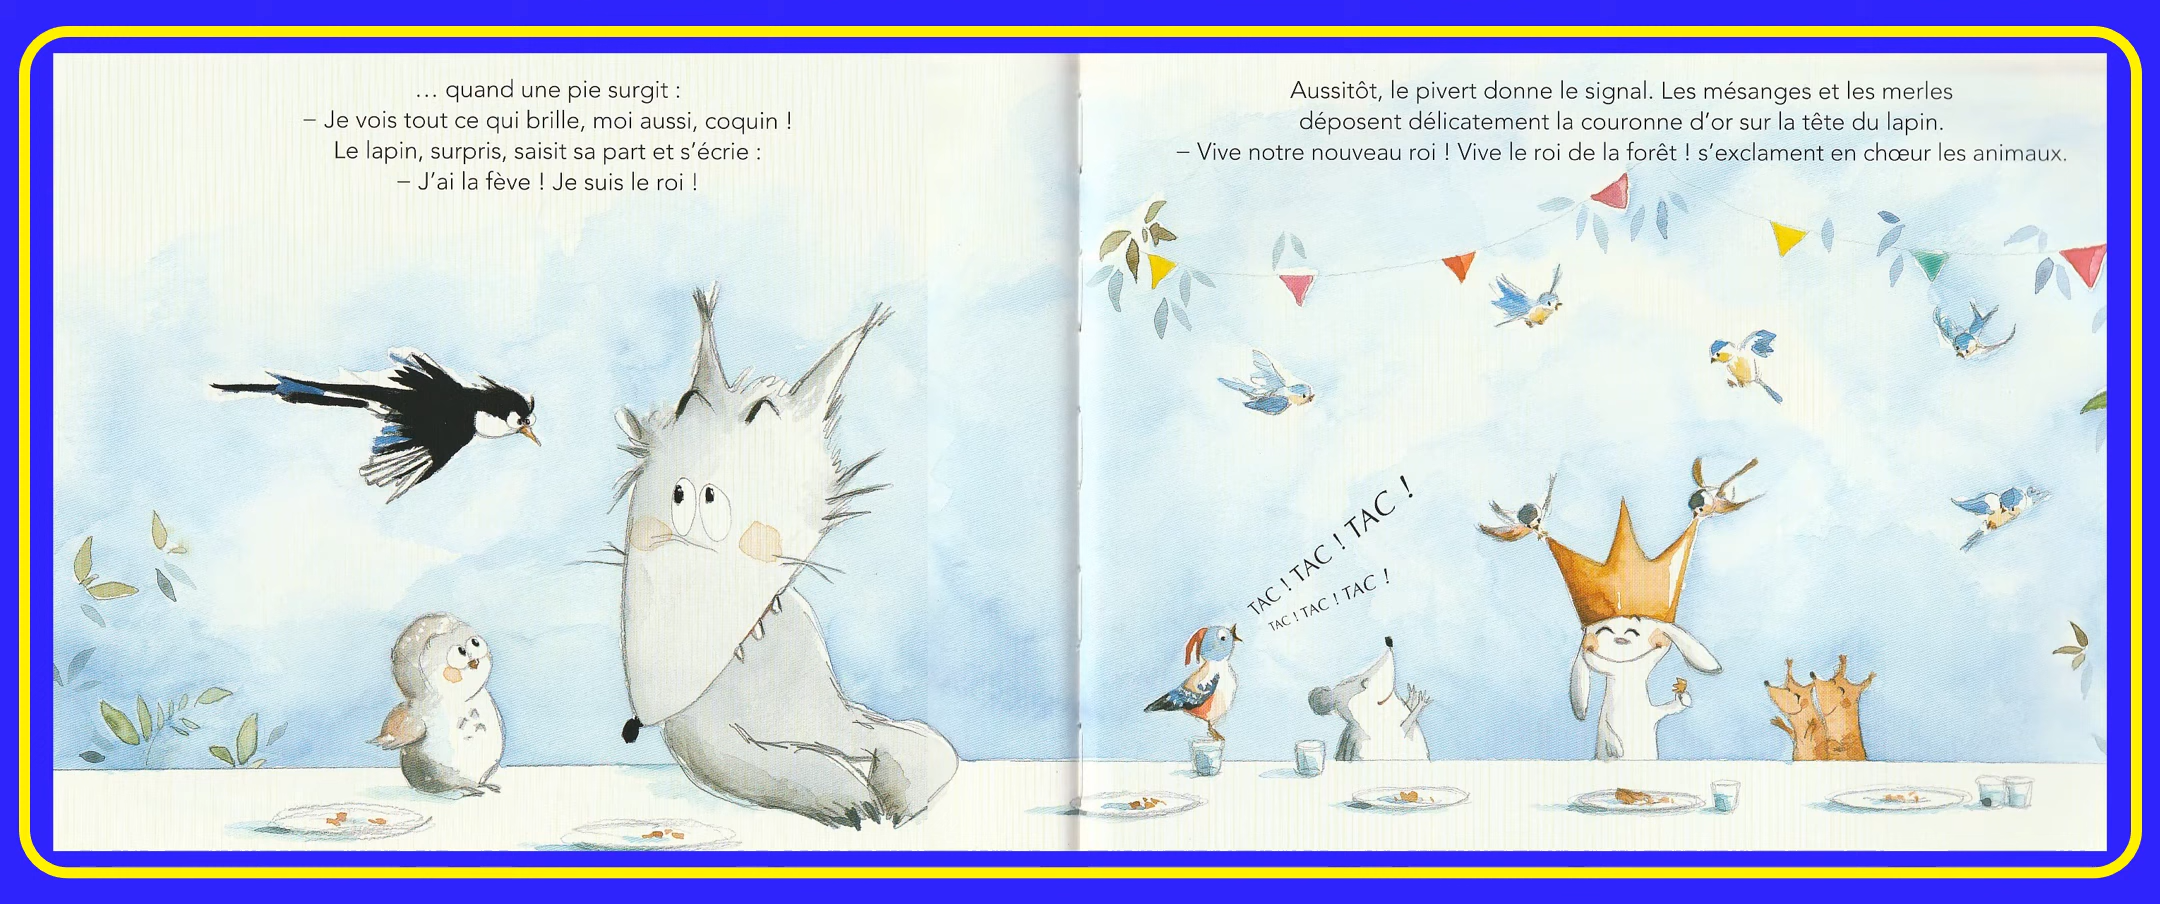 … quand une pie surgit :
– Je vois tout ce qui brille, moi aussi, coquin !
Le lapin, surpris, saisit sa part et s’écrie :
– J’ai la fève ! Je suis le roi !
Aussitôt, le pivert donne le signal. Les mésanges et les merles
déposent délicatement la couronne d’or sur la tête du lapin.
– Vive notre nouveau roi ! Vive le roi de la forêt ! s’exclament en chœur les animaux.
TAC ! TAC ! TAC !
TAC ! TAC ! TAC !